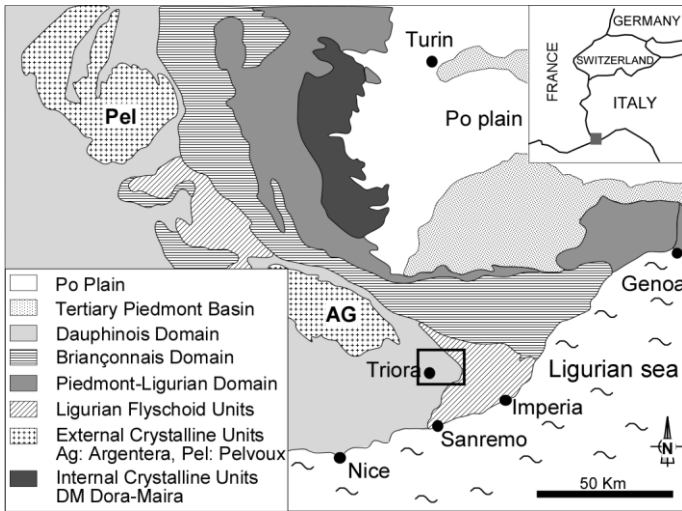 GERMANY
FRANCE
SWITZERLAND
ITALY
Turin
Po plain
Pel
Genoa
AG
Triora
Ligurian sea
Imperia
Sanremo
Nice
N
50 Km
Po Plain
Tertiary Piedmont Basin
Dauphinois Domain
Briançonnais Domain
Piedmont-Ligurian Domain
Ligurian Flyschoid Units
External Crystalline Units
Ag: Argentera, Pel: Pelvoux
Internal Crystalline Units
DM Dora-Maira